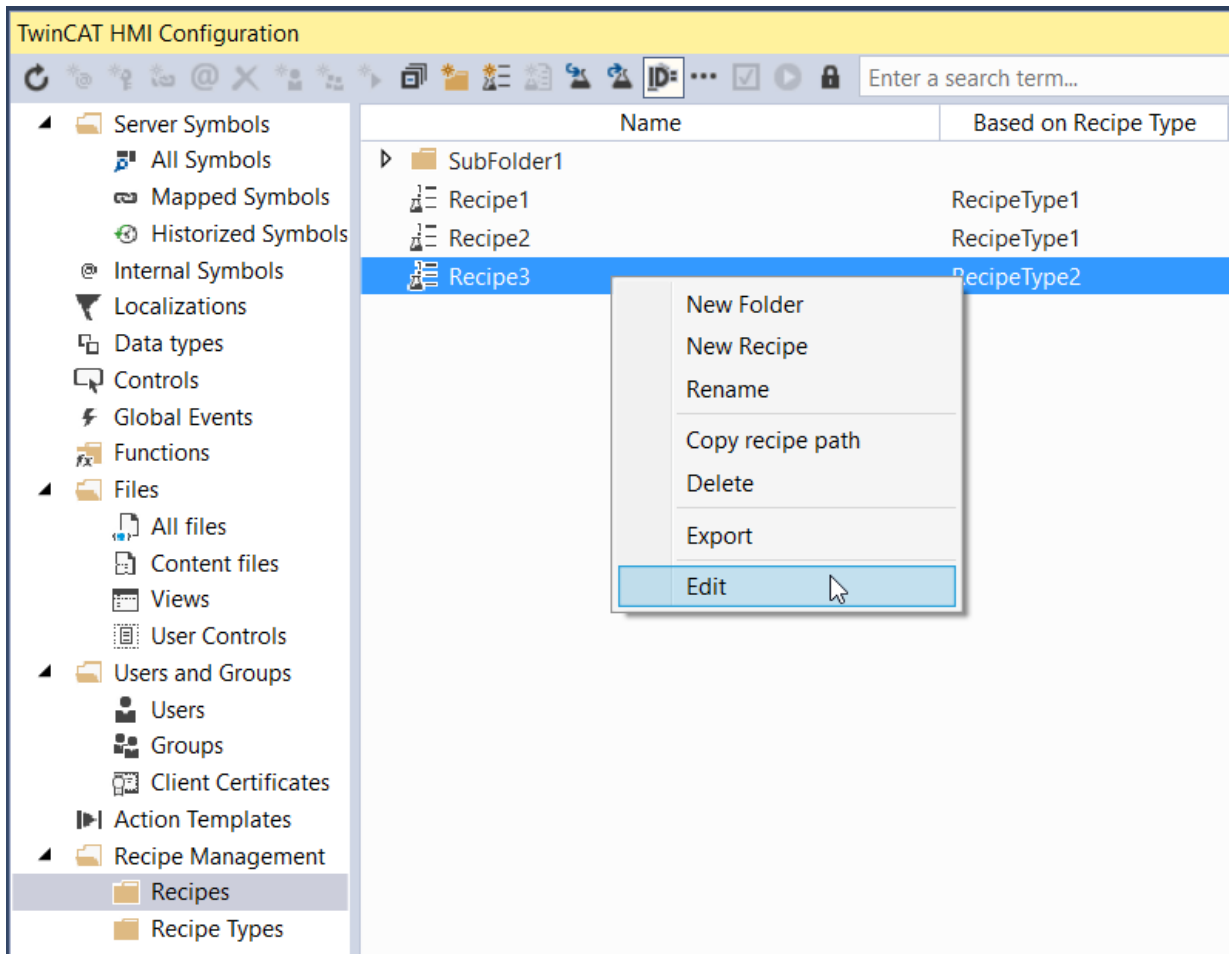 TwinCAT HMI Configuration
ID=
Enter a search term...
Server Symbols
All Symbols
Mapped Symbols
Historized Symbols
Internal Symbols
Localizations
Data types
Controls
Global Events
Functions
Files
All files
Content files
Views
User Controls
Users and Groups
Users
Groups
Client Certificates
Action Templates
Recipe Management
Recipes
Recipe Types
Name Based on Recipe Type
SubFolder1
Recipe1 RecipeType1
Recipe2 RecipeType1
Recipe3 RecipeType2
New Folder
New Recipe
Rename
Copy recipe path
Delete
Export
Edit